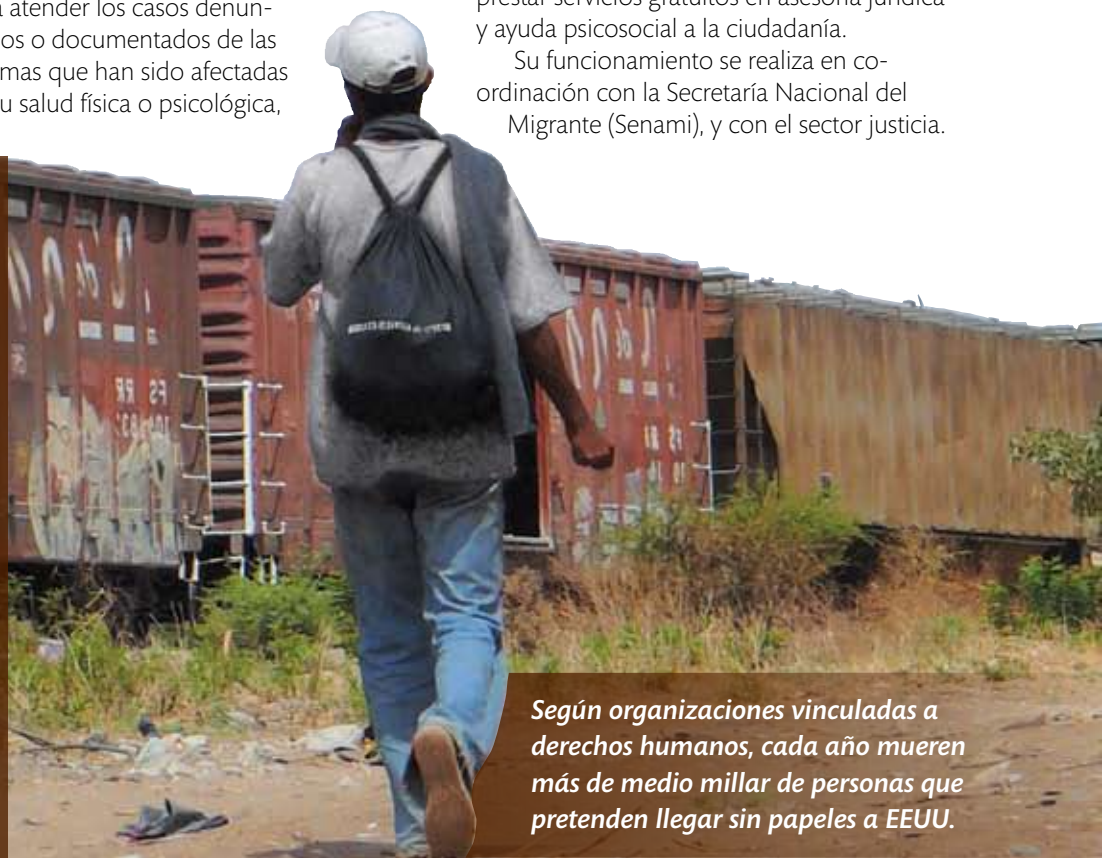 a atender los casos denun-
os o documentados de las
mas que han sido afectadas
u salud física o psicológica,
prestar servicios gratuitos en asesoría jurídica
y ayuda psicosocial a la ciudadanía.
Su funcionamiento se realiza en co-
ordinación con la Secretaría Nacional del
Migrante (Senami), y con el sector justicia.
Según organizaciones vinculadas a
derechos humanos, cada año mueren
más de medio millar de personas que
pretenden llegar sin papeles a EEUU.